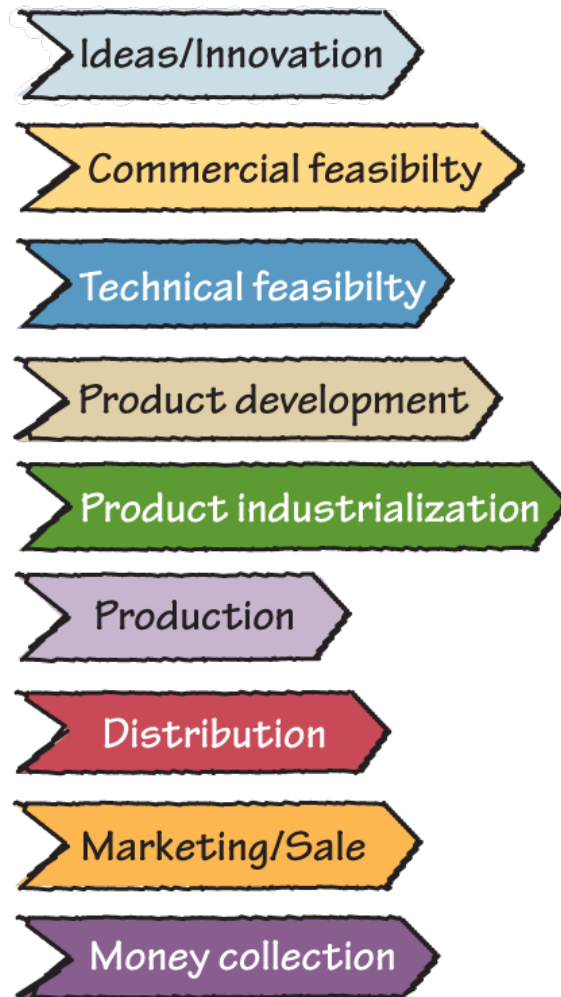 Ideas/Innovation
Commercial feasibilty
Technical feasibilty
Product development
Product industrialization
Production
Distribution
Marketing/Sale
Money collection